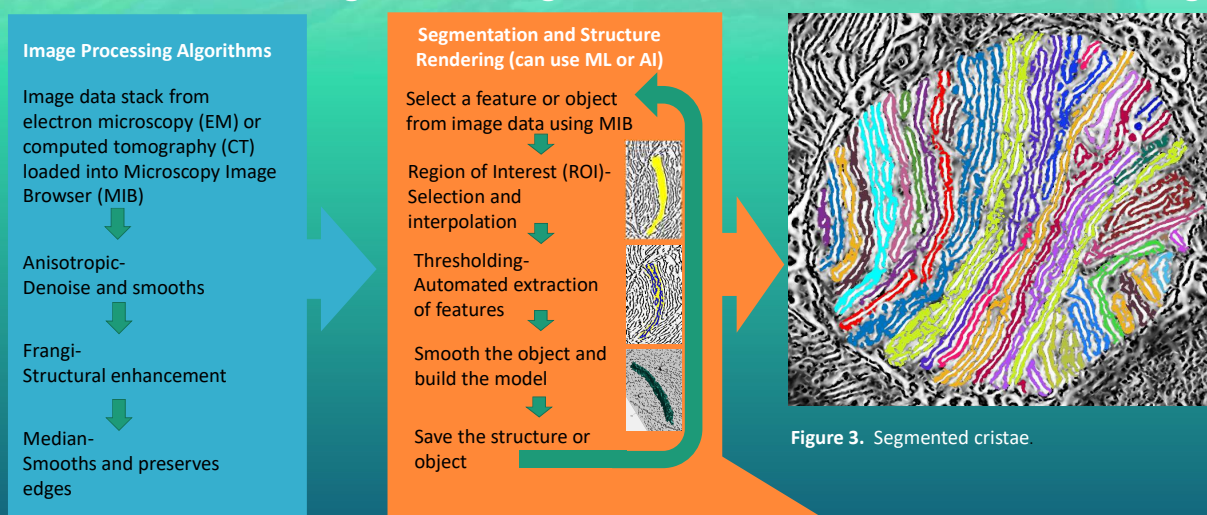 Image Processing Algorithms
Image data stack from
electron microscopy (EM) or
computed tomography (CT)
loaded into Microscopy Image
Browser (MIB)
Anisotropic-
Denoise and smooths
Frangi-
Structural enhancement
Median-
Smooths and preserves
edges
Segmentation and Structure
Rendering (can use ML or AI)
Select a feature or object
from image data using MIB
Region of Interest (ROI)-
Selection and
interpolation
Thresholding-
Automated extraction
of features
Smooth the object and
build the model
Save the structure or
object
Figure 3. Segmented cristae.